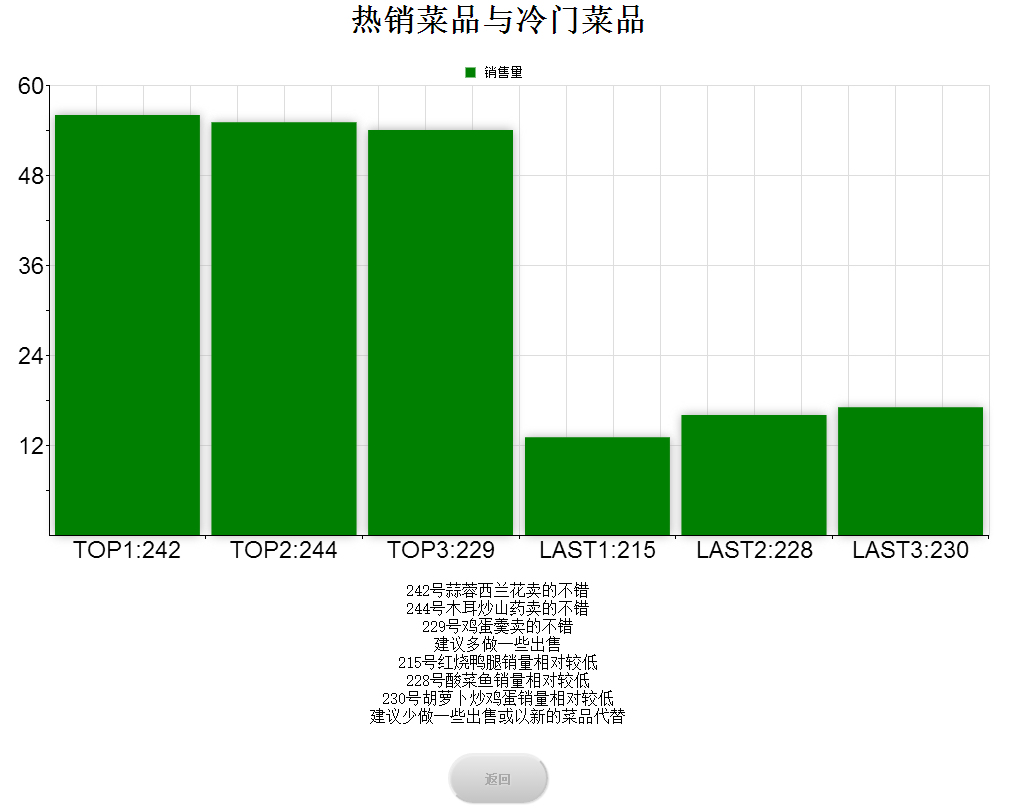 热销菜品与冷门菜品
销售量
60
48
36
24
12
TOP1:242 TOP2:244 TOP3:229 LAST1:215 LAST2:228 LAST3:230
242号蒜蓉西兰花卖的不错
244号木耳炒山药卖的不错
229号鸡蛋羹卖的不错
建议多做一些出售
215号红烧鸭腿销量相对较低
228号酸菜鱼销量相对较低
230号胡萝卜炒鸡蛋销量相对较低
建议少做一些出售或以新的菜品代替
返回